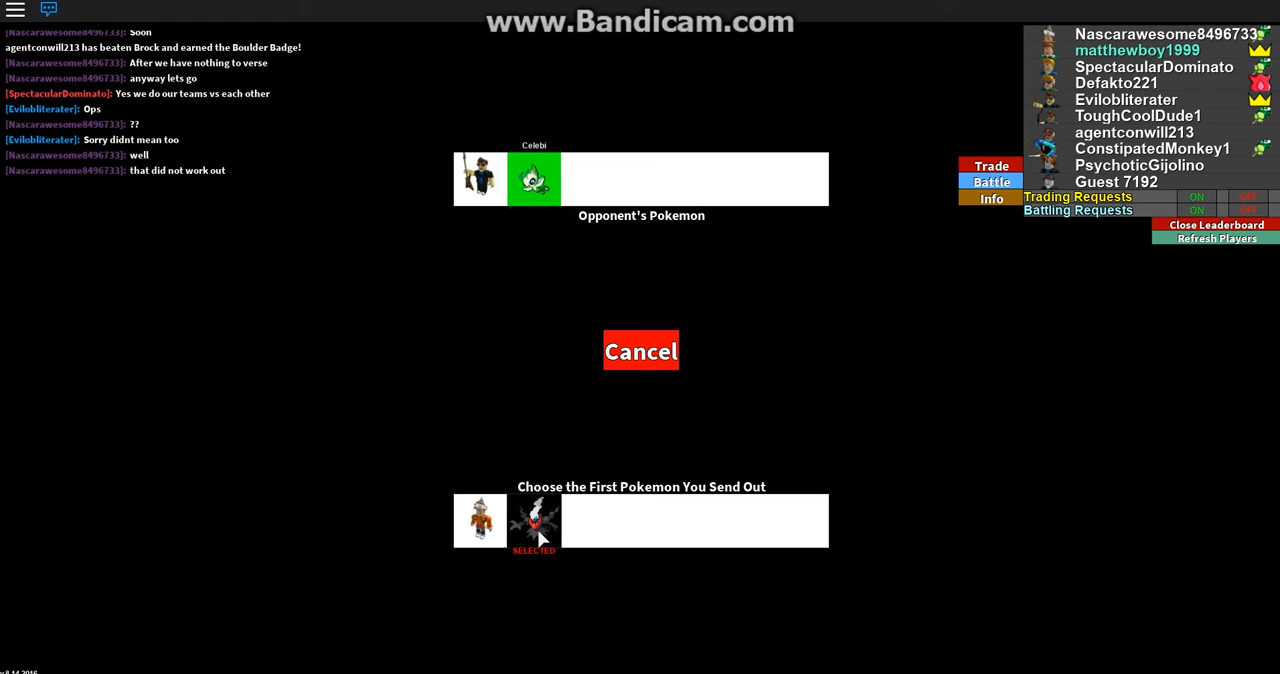 www.Bandicam.com
[Nascarawesome8496733]: Soon
agentconwill213 has beaten Brock and earned the Boulder Badge!
[Nascarawesome8496733]: After we have nothing to verse
[Nascarawesome8496733]: anyway lets go
[SpectacularDominato]: Yes we do our teams vs each other
[Evilobliterater]: Ops
[Nascarawesome8496733]: ??
[Evilobliterater]: Sorry didnt mean too
[Nascarawesome8496733]: well
[Nascarawesome8496733]: that did not work out
Celebi
Opponent's Pokemon
Cancel
Choose the First Pokemon You Send Out
SELECTED
Nascarawesome8496733
matthewboy1999
SpectacularDominato
Defakto221
Evilobliterater
ToughCoolDude1
agentconwill213
ConstipatedMonkey1
PsychoticGijolino
Guest 7192
Trade
Battle
Info
Trading Requests ON OFF
Battling Requests ON OFF
Close Leaderboard
Refresh Players